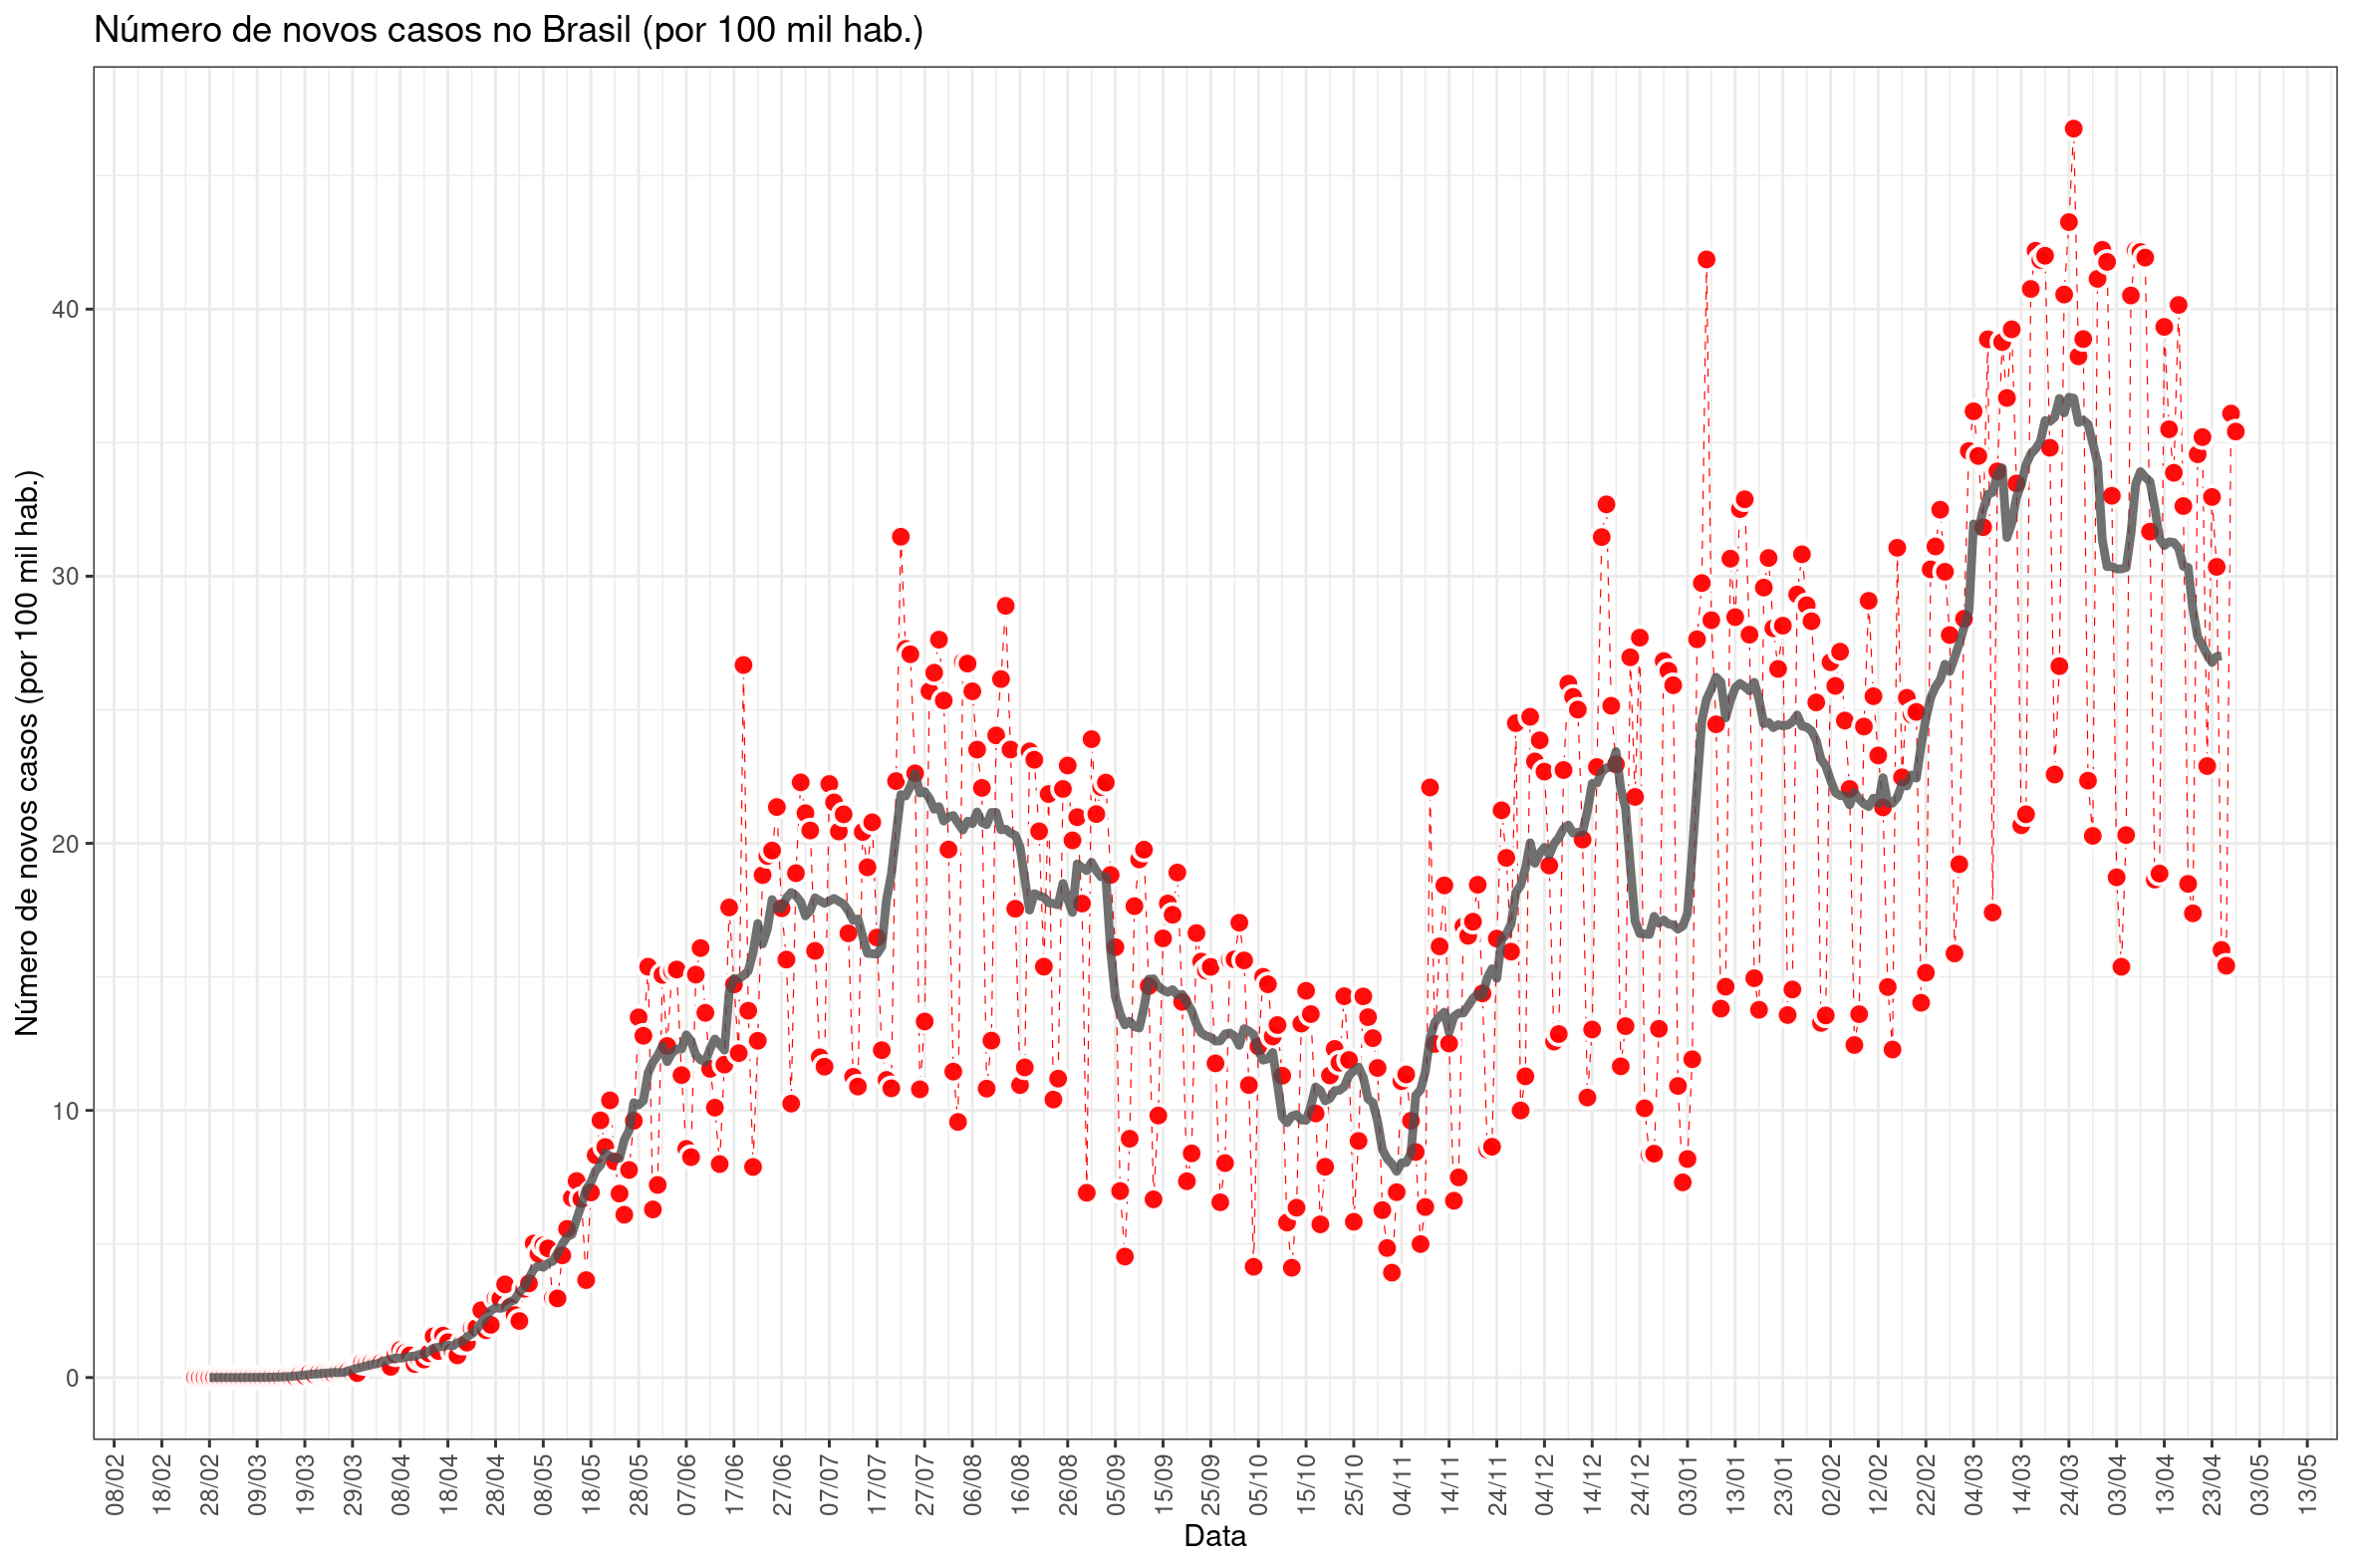 Número de novos casos no Brasil (por 100 mil hab.)
Número de novos casos (por 100 mil hab.)
40
30
20
10
0
08/02 18/02 28/02 09/03 19/03 29/03 08/04 18/04 28/04 08/05 18/05 28/05 07/06 17/06 27/06 07/07 17/07 27/07 06/08 16/08 26/08 05/09 15/09 25/09 05/10 15/10 25/10 04/11 14/11 24/11 04/12 14/12 24/12 03/01 13/01 23/01 02/02 12/02 22/02 04/03 14/03 24/03 03/04 13/04 23/04 03/05 13/05
Data